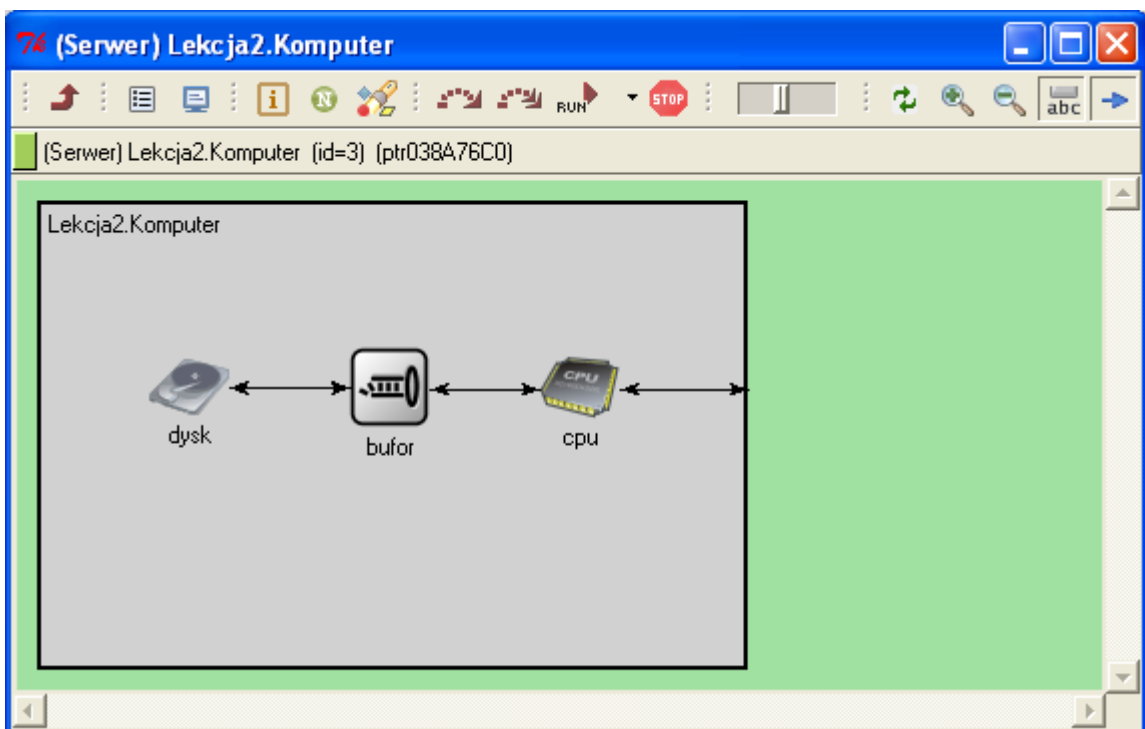 (Serwer) Lekcja2.Komputer
RUN STOP abc
(Serwer) Lekcja2.Komputer (id=3) (ptr038A76C0)
Lekcja2.Komputer
CPU
dysk bufor cpu